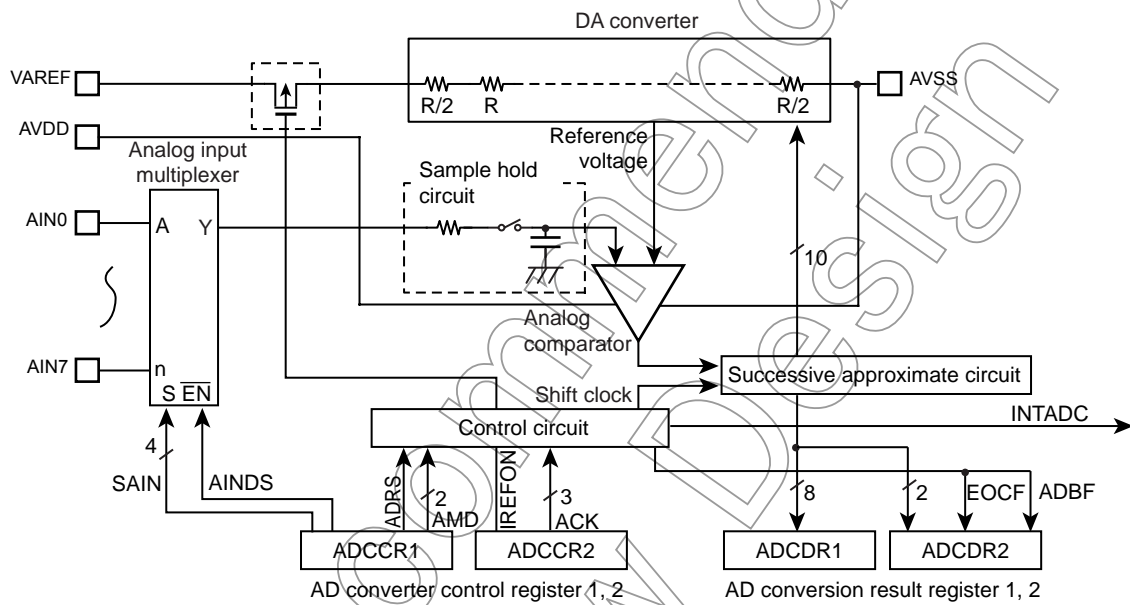 DA converter
VAREF
AVSS
R/2
R
R/2
AVDD
Reference
voltage
Analog input
multiplexer
Sample hold
circuit
AIN0
A
Y
10
Analog
comparator
AIN7
n
S EN
Successive approximate circuit
Shift clock
Control circuit
INTADC
4
SAIN
AINDS
ADRS
2
AMD
IREFON
3
ACK
8
2
EOCF
ADBF
ADCCR1
ADCCR2
ADCDR1
ADCDR2
AD converter control register 1, 2
AD conversion result register 1, 2